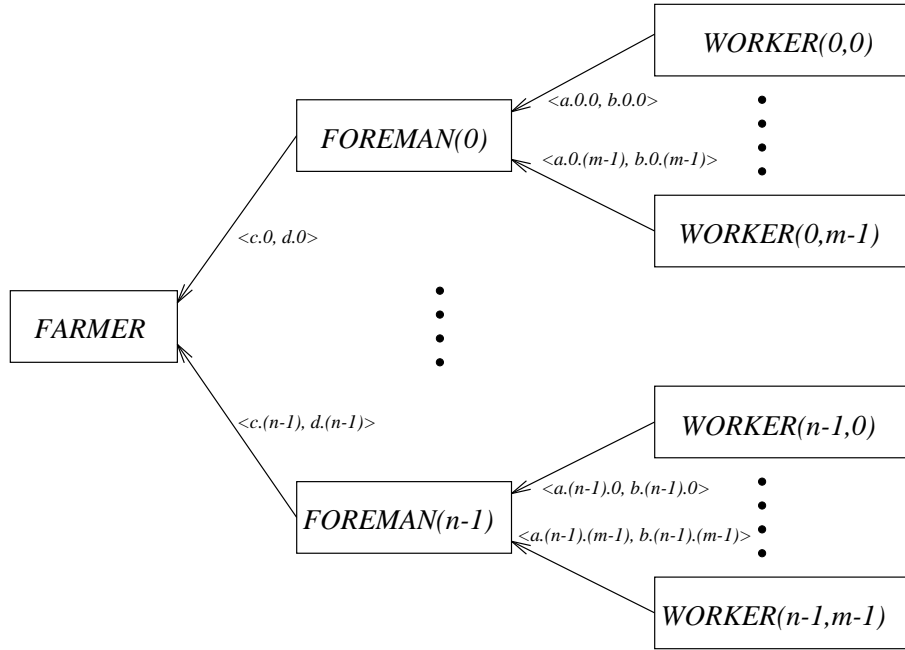 WORKER(0,0)
<a.0.0, b.0.0>
FOREMAN(0)
<a.0.(m-1), b.0.(m-1)>
WORKER(0,m-1)
<c.0, d.0>
FARMER
<c.(n-1), d.(n-1)>
WORKER(n-1,0)
<a.(n-1).0, b.(n-1).0>
FOREMAN(n-1)
<a.(n-1).(m-1), b.(n-1).(m-1)>
WORKER(n-1,m-1)